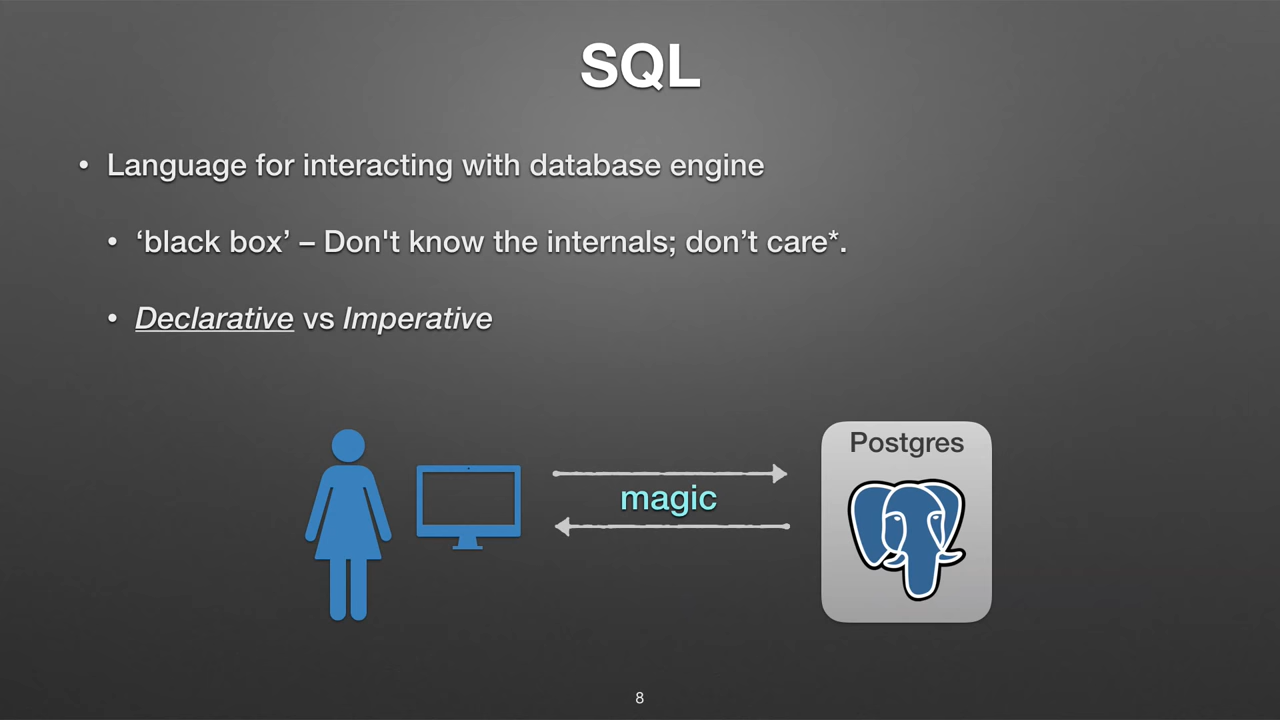 SQL
• Language for interacting with database engine
• ‘black box’ – Don't know the internals; don’t care*.
• Declarative vs Imperative
Postgres
magic
8